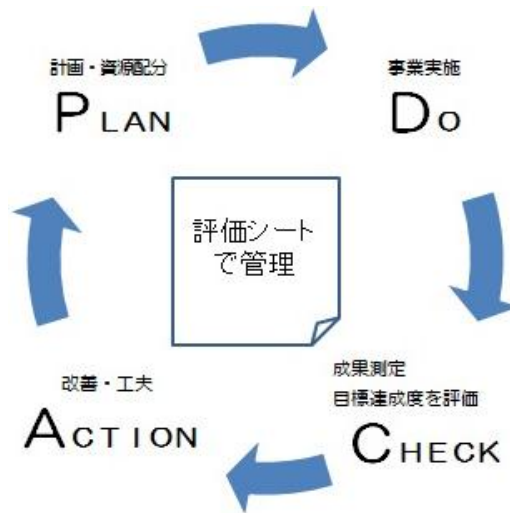 計画・資源配分
PLAN
事業実施
DO
評価シート
で管理
成果測定
目標達成度を評価
CHECK
改善・工夫
ACTION